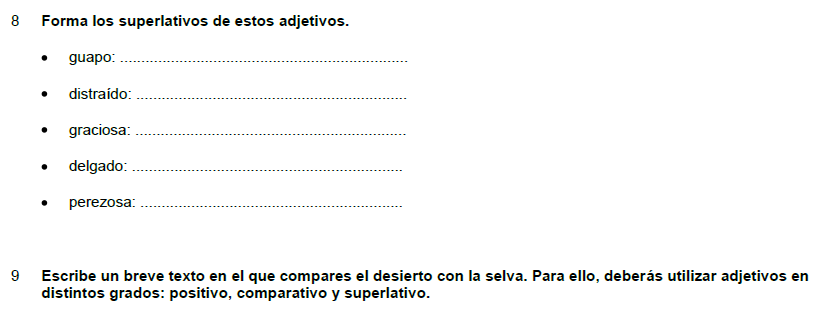 8 Forma los superlativos de estos adjetivos.
• guapo: ....................................................................
• distraído: ................................................................
• graciosa: ................................................................
• delgado: ................................................................
• perezosa: ..............................................................
9 Escribe un breve texto en el que compares el desierto con la selva. Para ello, deberás utilizar adjetivos en
distintos grados: positivo, comparativo y superlativo.